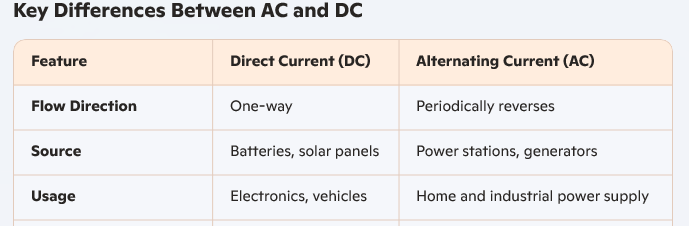 Key Differences Between AC and DC
Feature Direct Current (DC) Alternating Current (AC)
Flow Direction One-way Periodically reverses
Source Batteries, solar panels Power stations, generators
Usage Electronics, vehicles Home and industrial power supply